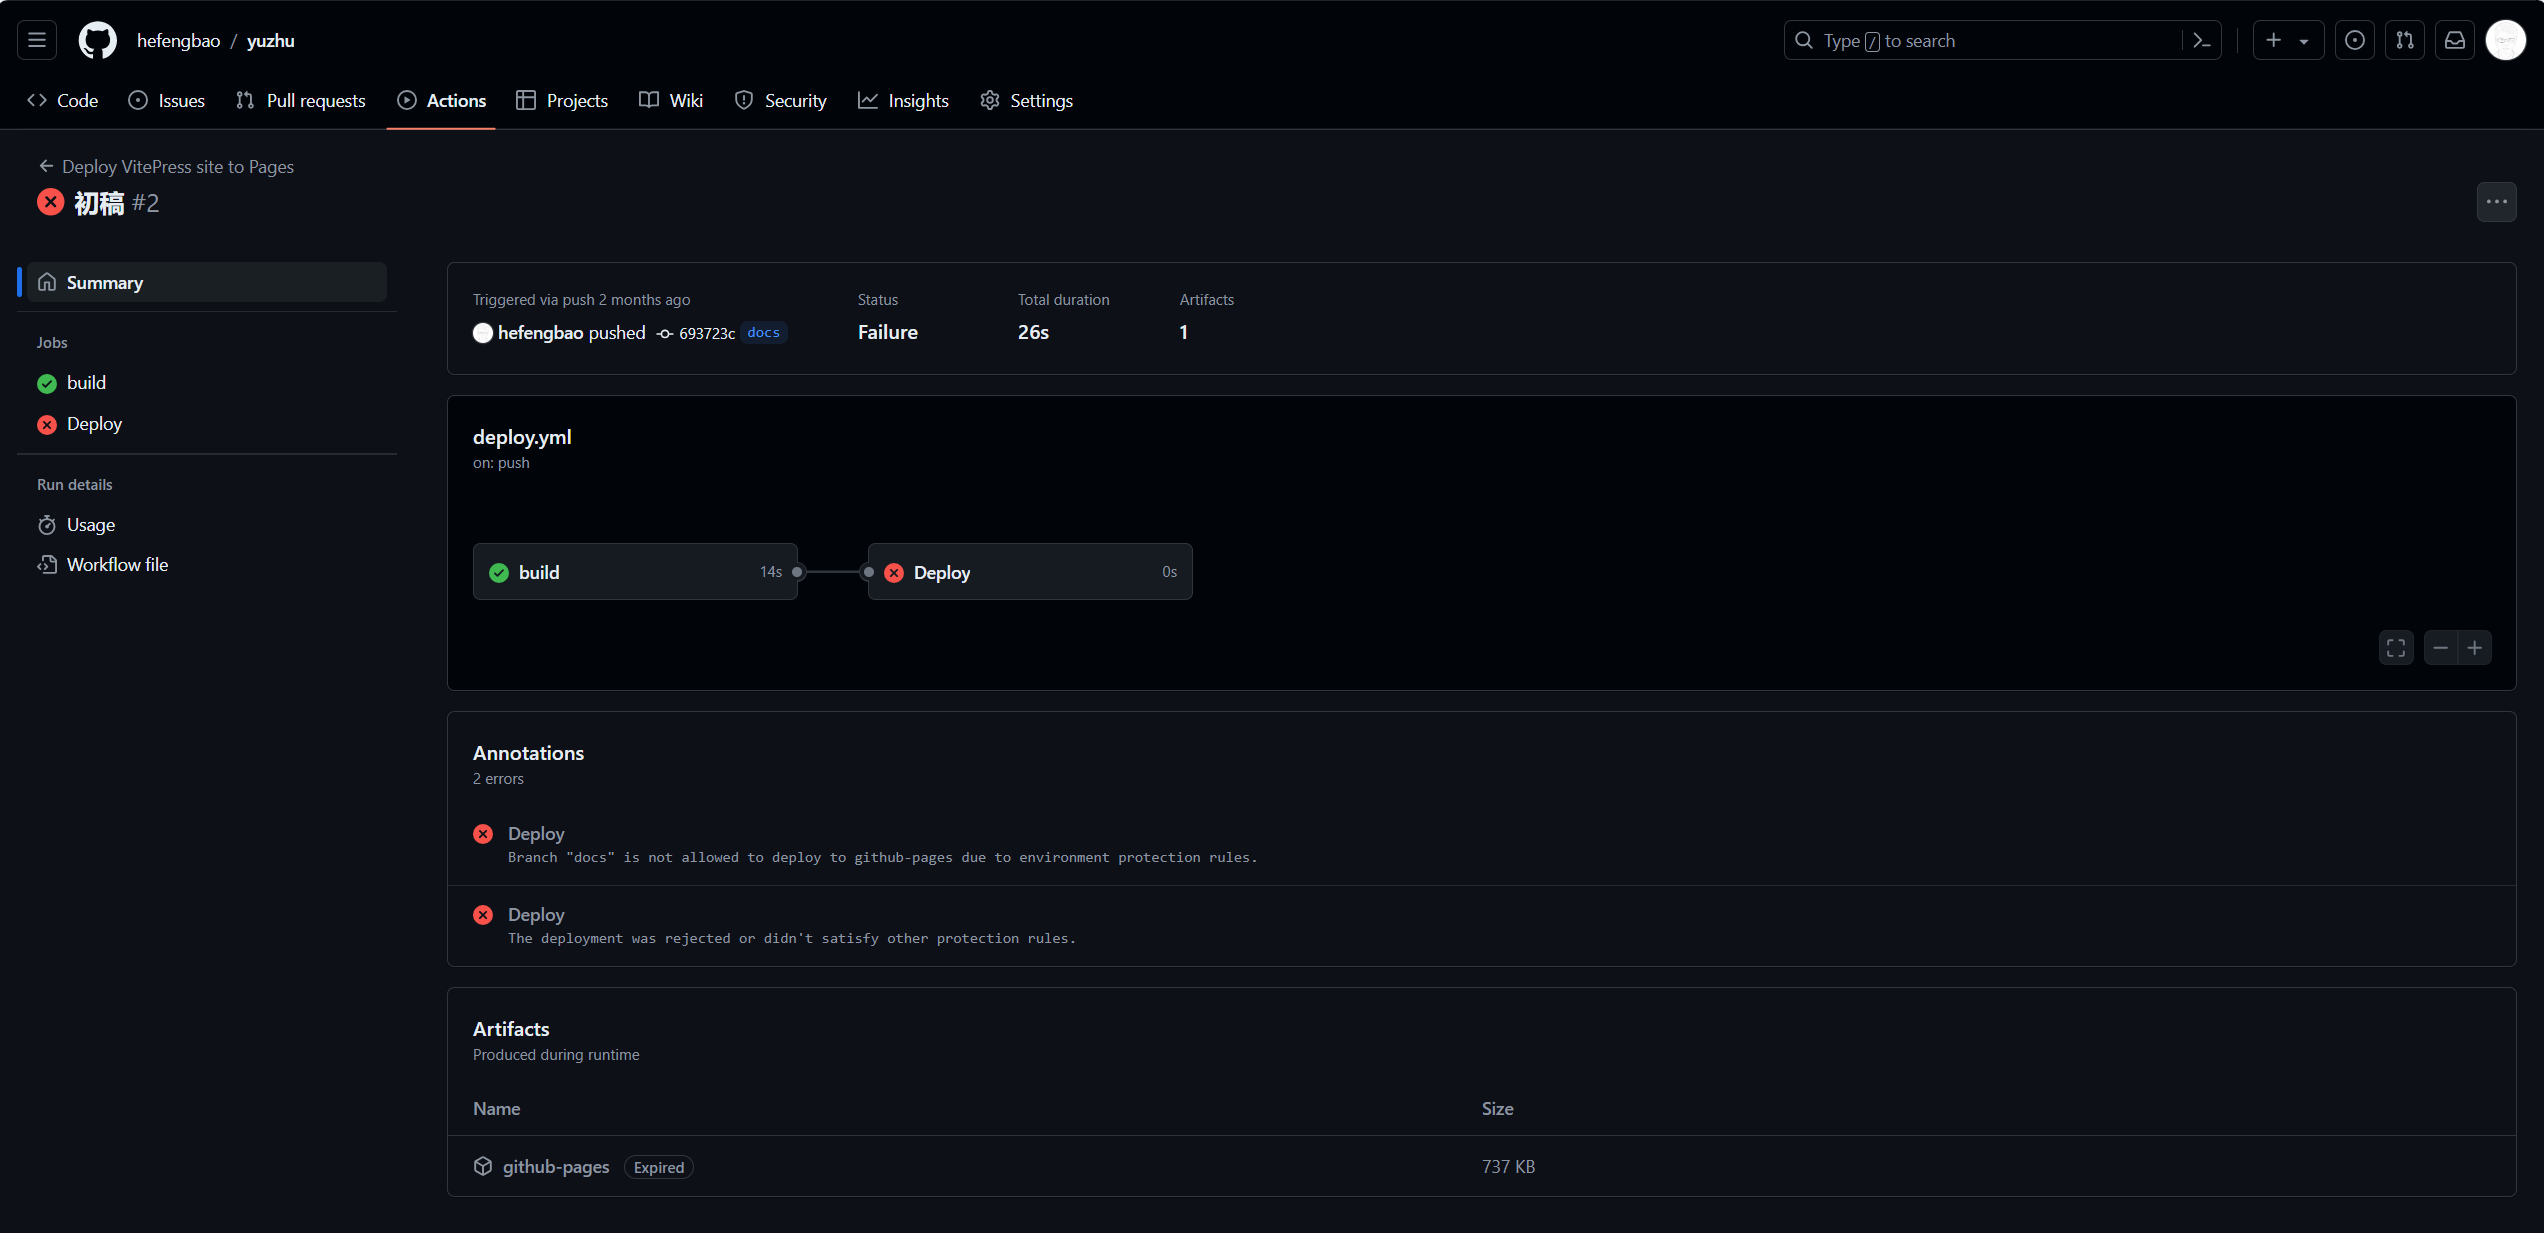 hefengbao / yuzhu
Type / to search
Code Issues Pull requests Actions Projects Wiki Security Insights Settings
Deploy VitePress site to Pages
初稿 #2
Summary
Jobs
build
Deploy
Run details
Usage
Workflow file
Triggered via push 2 months ago
hefengbao pushed 693723c docs
Status
Failure
Total duration
26s
Artifacts
1
deploy.yml
on: push
build 14s
Deploy 0s
Annotations
2 errors
Deploy
Branch "docs" is not allowed to deploy to github-pages due to environment protection rules.
Deploy
The deployment was rejected or didn't satisfy other protection rules.
Artifacts
Produced during runtime
Name Size
github-pages Expired 737 KB